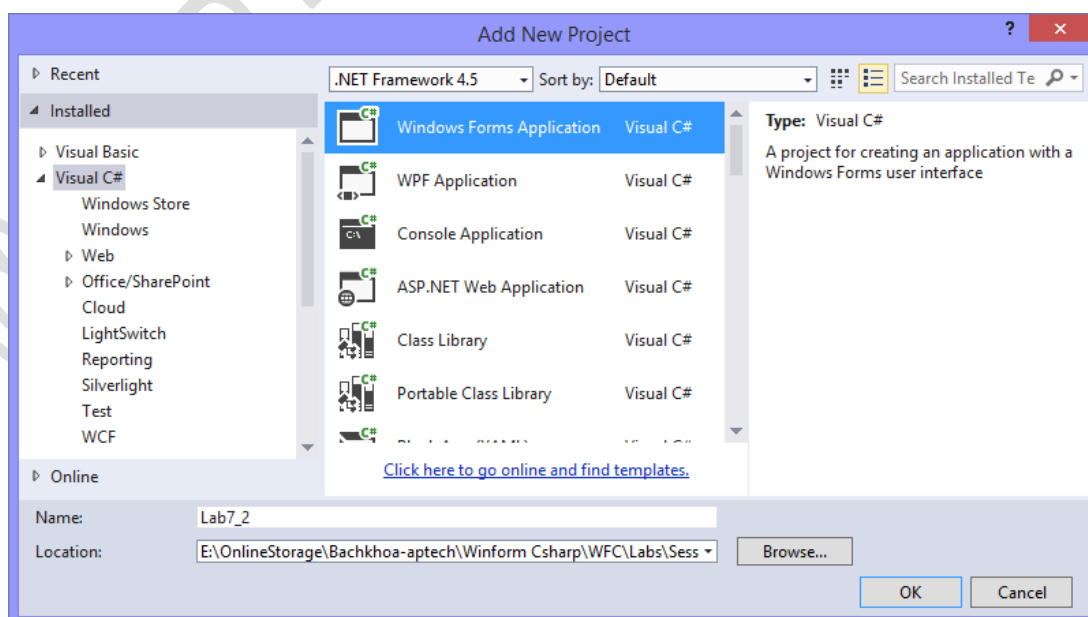 Add New Project
?
×
Recent
.NET Framework 4.5
Sort by: Default
Search Installed Te
Installed
Visual Basic
Visual C#
Windows Store
Windows
Web
Office/SharePoint
Cloud
LightSwitch
Reporting
Silverlight
Test
WCF
Online
Windows Forms Application Visual C#
WPF Application Visual C#
Console Application Visual C#
ASP.NET Web Application Visual C#
Class Library Visual C#
Portable Class Library Visual C#
Click here to go online and find templates.
Type: Visual C#
A project for creating an application with a
Windows Forms user interface
Name: Lab7_2
Location: E:\OnlineStorage\Bachkhoa-aptech\Winform Csharp\WFC\Labs\Sess
Browse...
OK
Cancel